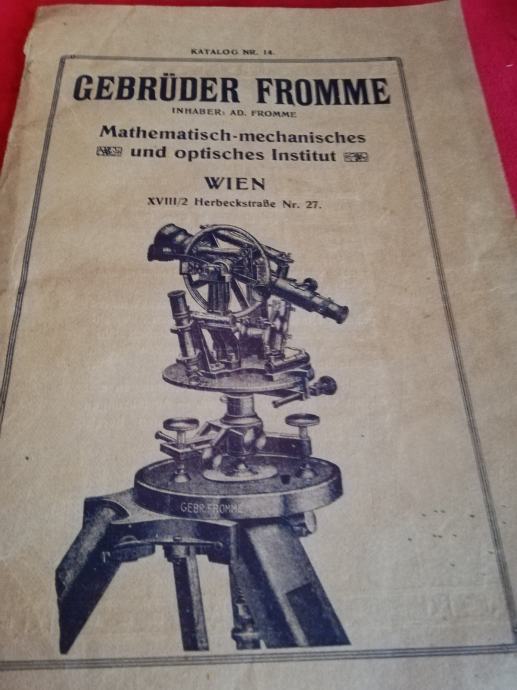 KATALOG NR. 14.
GEBRÜDER FROMME
INHABER: AD. FROMME
Mathematisch-mechanisches
und optisches Institut
WIEN
XVIII/2 Herbeckstraße Nr. 27.
GEBR. FROMME